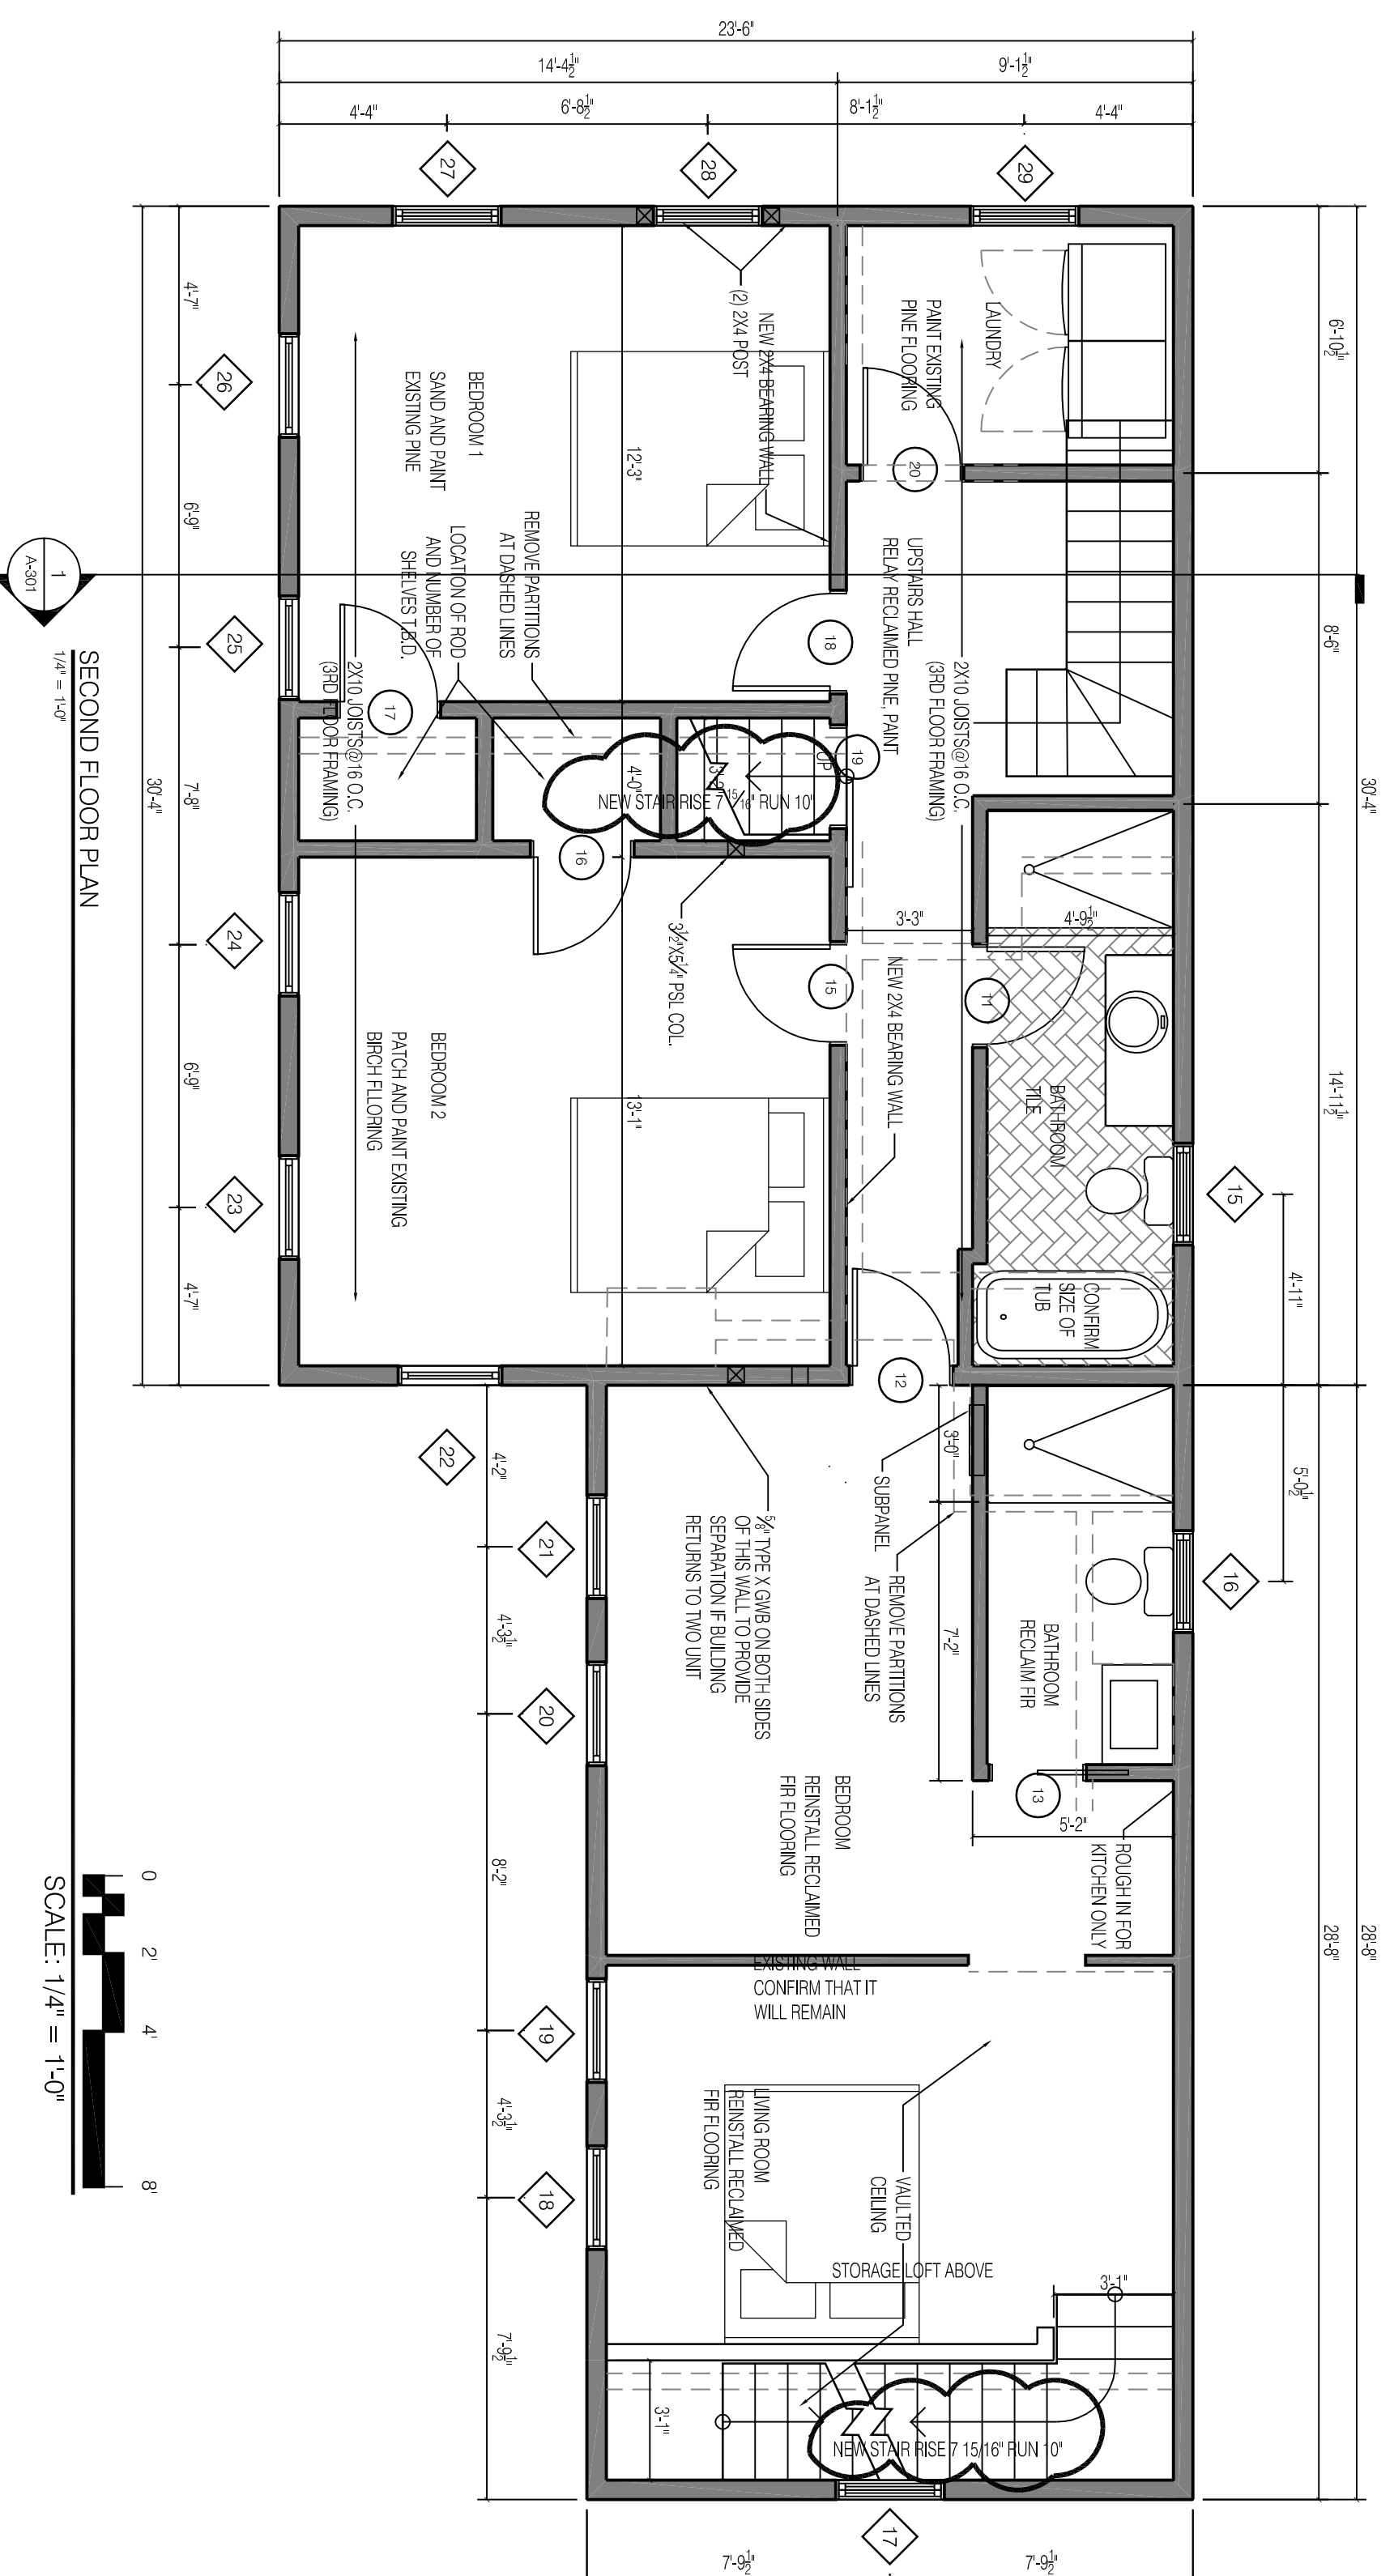 23'-6"
14'-4½"
9'-1½"
4'-4"
6'-8½"
8'-1½"
4'-4"
27
28
29
30'-4"
28'-8"
6'-10½"
8'-6"
14'-11½"
28'-8"
4'-11"
5'-0½"
15
16
LAUNDRY
PAINT EXISTING
PINE FLOORING
20
UPSTAIRS HALL
RELAY RECLAIMED PINE, PAINT
2X10 JOISTS@16 O.C.
(3RD FLOOR FRAMING)
NEW 2X4 BEARING WALL
(2) 2X4 POST
BEDROOM 1
SAND AND PAINT
EXISTING PINE
12'-3"
REMOVE PARTITIONS
AT DASHED LINES
LOCATION OF ROD
AND NUMBER OF
SHELVES T.B.D.
2X10 JOISTS@16 O.C.
(3RD FLOOR FRAMING)
17
18
19
UP
4'-0"
NEW STAIR RISE 7 15/16" RUN 10"
16
3½"X5¼" PSL COL.
3'-3"
4'-9½"
NEW 2X4 BEARING WALL
15
11
BATHROOM
TILE
CONFIRM
SIZE OF
TUB
BEDROOM 2
PATCH AND PAINT EXISTING
BIRCH FLLORING
13'-1"
12
3'-0"
SUBPANEL
REMOVE PARTITIONS
AT DASHED LINES
7'-2"
BATHROOM
RECLAIM FIR
13
5'-2"
ROUGH IN FOR
KITCHEN ONLY
⅝" TYPE X GWB ON BOTH SIDES
OF THIS WALL TO PROVIDE
SEPARATION IF BUILDING
RETURNS TO TWO UNIT
BEDROOM
REINSTALL RECLAIMED
FIR FLOORING
EXISTING WALL
CONFIRM THAT IT
WILL REMAIN
LIVING ROOM
REINSTALL RECLAIMED
FIR FLOORING
VAULTED
CEILING
STORAGE LOFT ABOVE
3'-1"
3'-1"
NEW STAIR RISE 7 15/16" RUN 10"
17
7'-9½"
7'-9½"
26
25
24
23
22
21
20
19
18
4'-7"
6'-9"
7'-8"
6'-9"
4'-7"
30'-4"
4'-2"
4'-3½"
8'-2"
4'-3½"
7'-9½"
1
A-301
SECOND FLOOR PLAN
1/4" = 1'-0"
0
2'
4'
8'
SCALE: 1/4" = 1'-0"